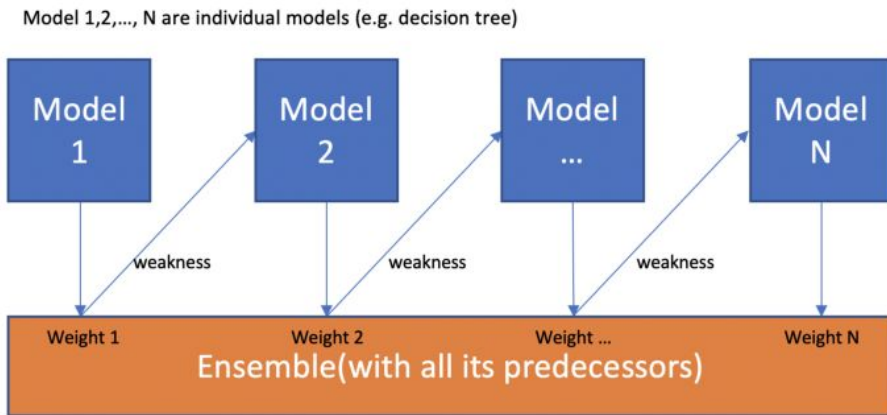 Model 1,2,..., N are individual models (e.g. decision tree)
Model
1
Model
2
Model
...
Model
N
weakness
weakness
weakness
Weight 1
Weight 2
Weight ...
Weight N
Ensemble(with all its predecessors)